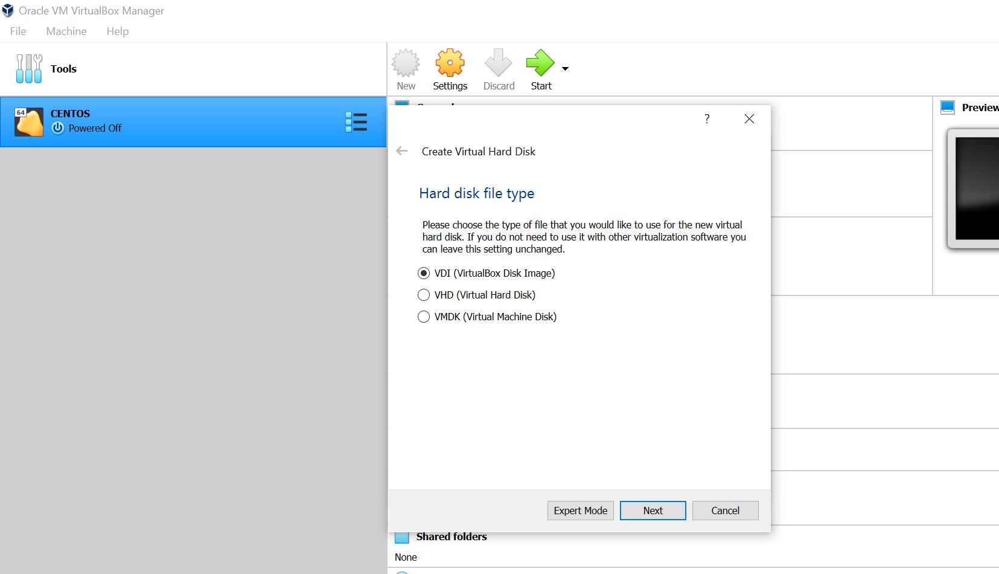 Oracle VM VirtualBox Manager
File Machine Help
Tools
New Settings Discard Start
64
CENTOS
Powered Off
Preview
?
Create Virtual Hard Disk
Hard disk file type
Please choose the type of file that you would like to use for the new virtual
hard disk. If you do not need to use it with other virtualization software you
can leave this setting unchanged.
VDI (VirtualBox Disk Image)
VHD (Virtual Hard Disk)
VMDK (Virtual Machine Disk)
Expert Mode Next Cancel
Shared folders
None